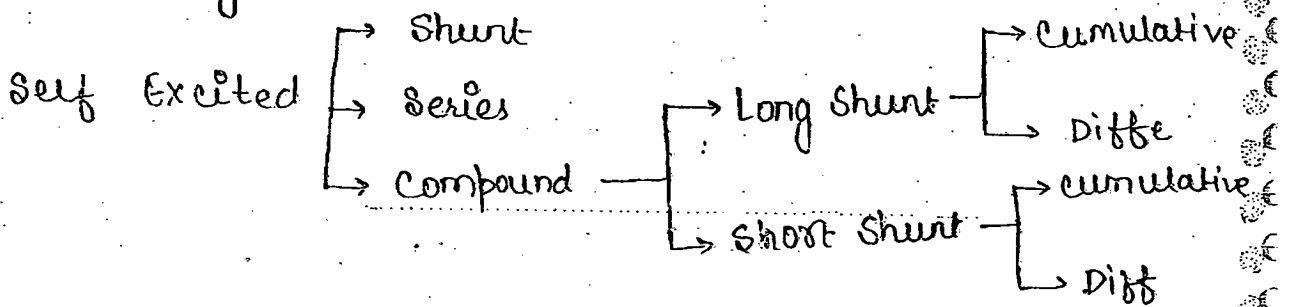 Shunt
Cumulative
Self Excited
Series
Long Shunt
Diffe
Compound
cumulative
Short Shunt
Diff